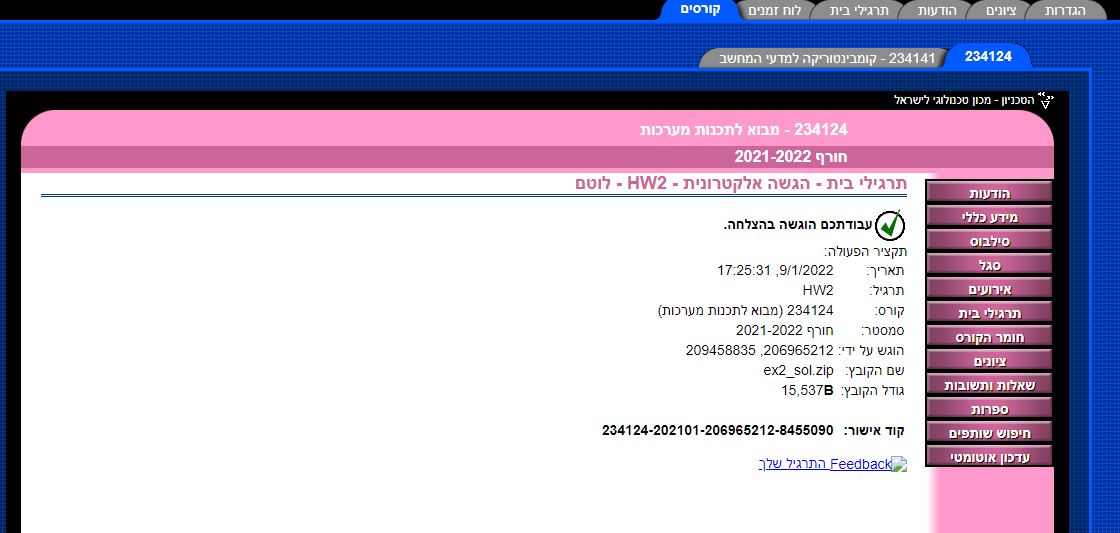 הגדרות
ציונים
הודעות
תרגילי בית
לוח זמנים
קורסים
234124
234141 - קומבינטוריקה למדעי המחשב
הטכניון - מכון טכנולוגי לישראל
234124 - מבוא לתכנות מערכות
חורף 2021-2022
הודעות
מידע כללי
סילבוס
סגל
אירועים
תרגילי בית
חומר הקורס
ציונים
שאלות ותשובות
ספרות
חיפוש שותפים
עדכון אוטומטי
תרגילי בית - הגשה אלקטרונית - HW2 - לוטם
עבודתכם הוגשה בהצלחה.
תקציר הפעולה:
תאריך: 9/1/2022, 17:25:31
תרגיל: HW2
קורס: 234124 (מבוא לתכנות מערכות)
סמסטר: חורף 2021-2022
הוגש על ידי: 206965212, 209458835
שם הקובץ: ex2_sol.zip
גודל הקובץ: 15,537B
קוד אישור: 234124-202101-206965212-8455090
Feedback התרגיל שלך